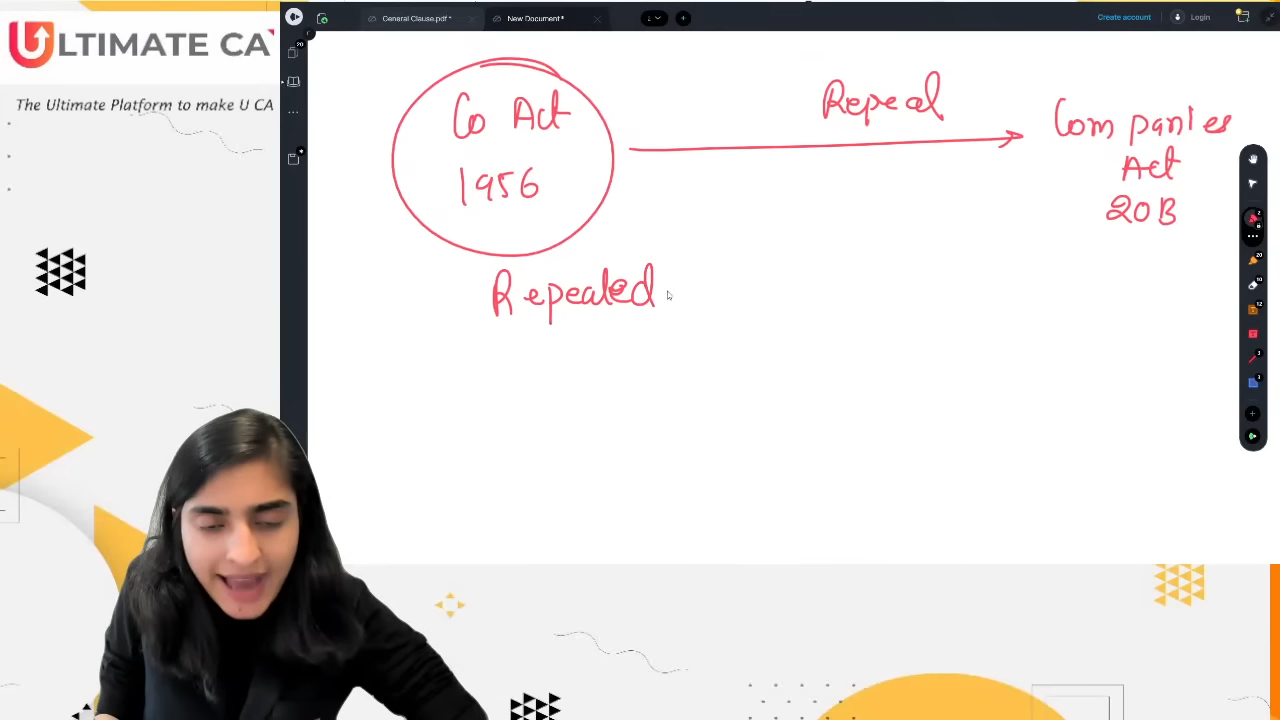 ULTIMATE CA
The Ultimate Platform to make U CA
General Clause.pdf *
New Document*
Create account
Login
Co Act
1956
Repeal
Companies
Act
2013
Repealed